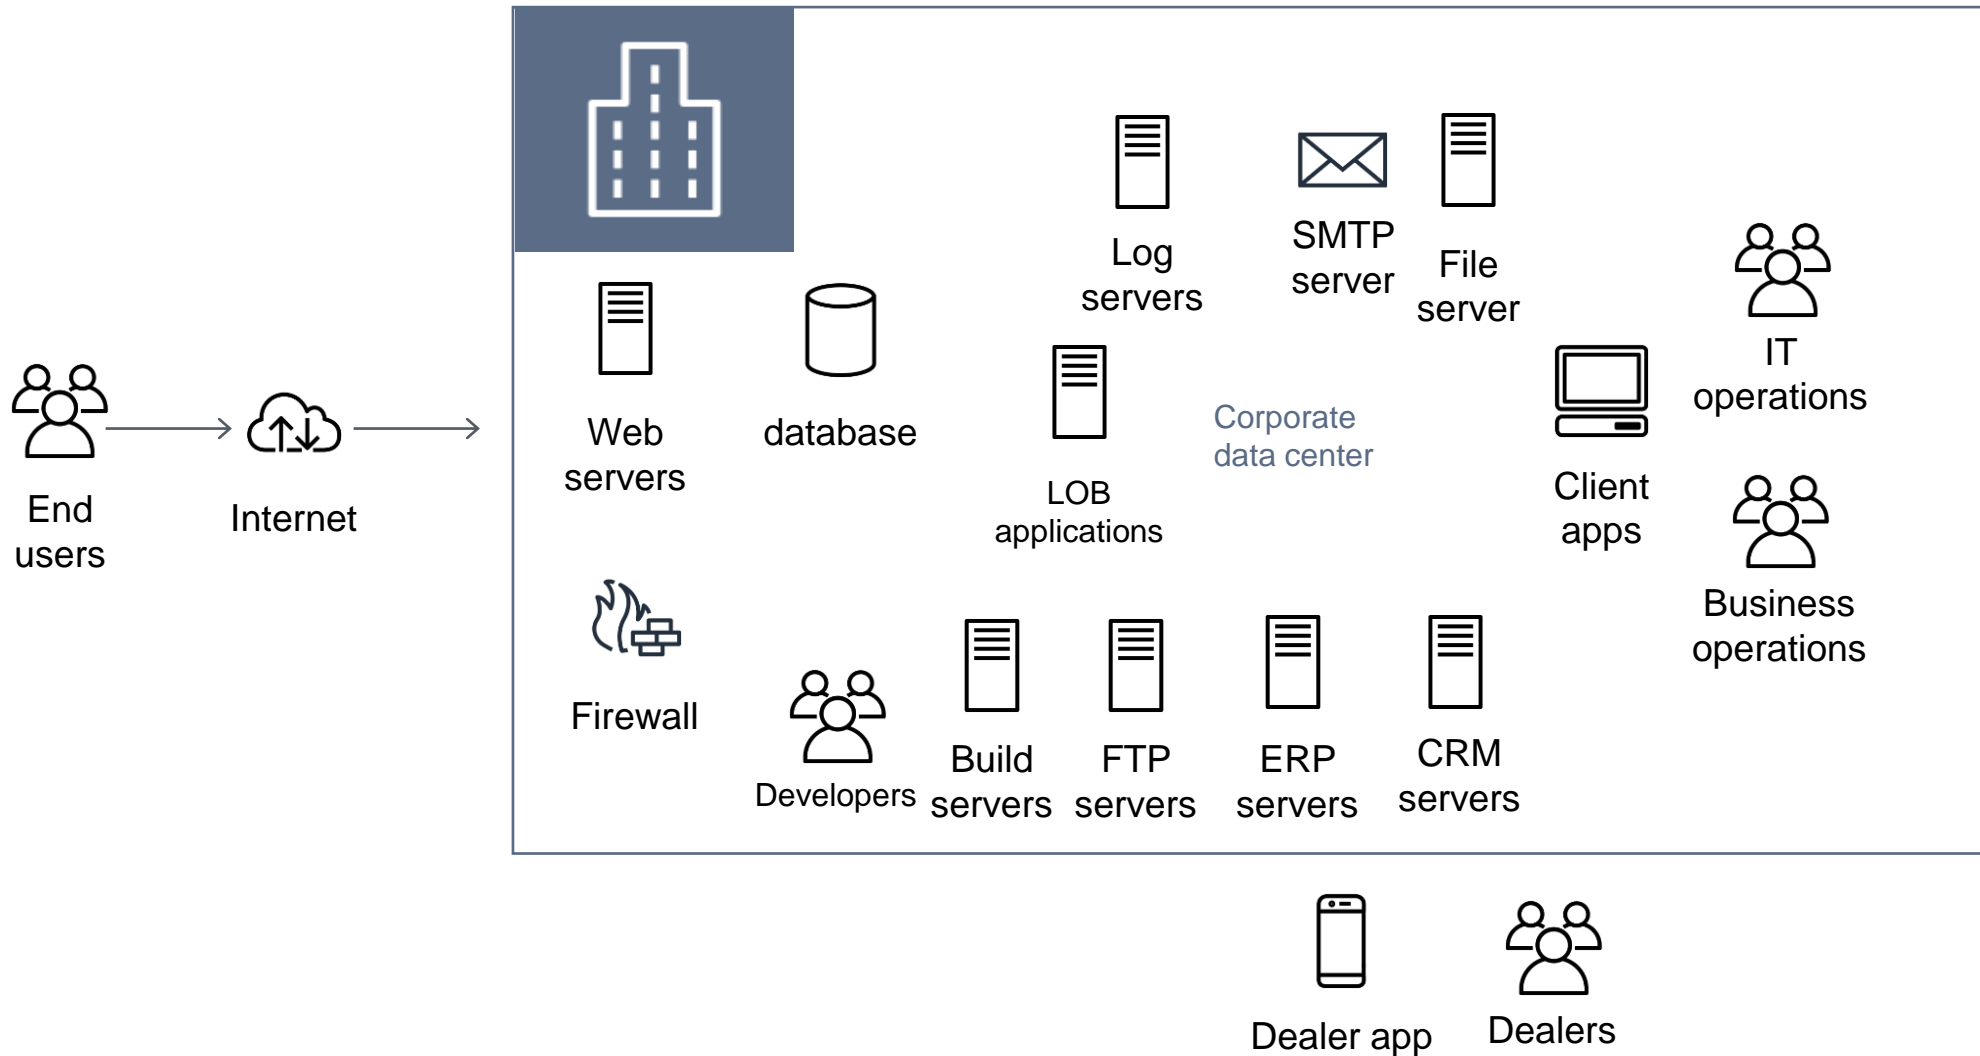 Log
servers
SMTP
server
File
server
IT
operations
End
users
Internet
Web
servers
database
LOB
applications
Corporate
data center
Client
apps
Business
operations
Firewall
Developers
Build
servers
FTP
servers
ERP
servers
CRM
servers
Dealer app
Dealers